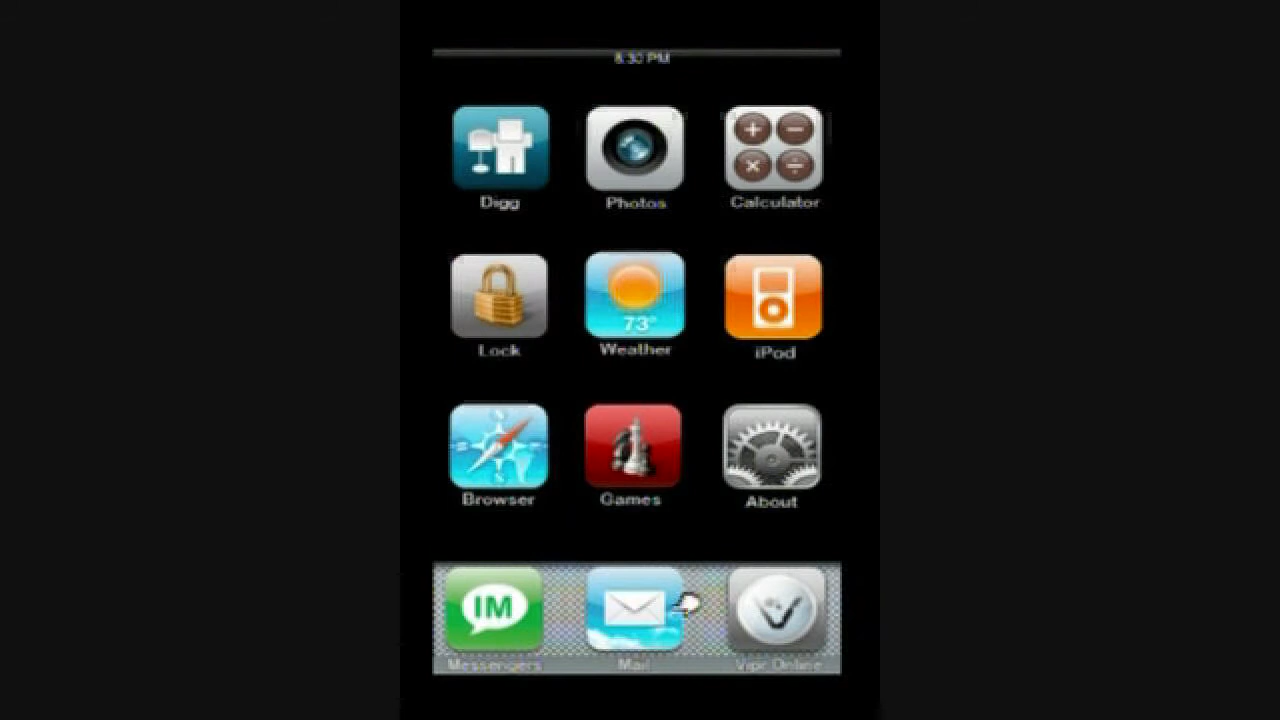 8:30 PM
Digg Photos Calculator
73°
Lock Weather iPod
N
Browser Games About
IM
Messengers Mail Vipr Online